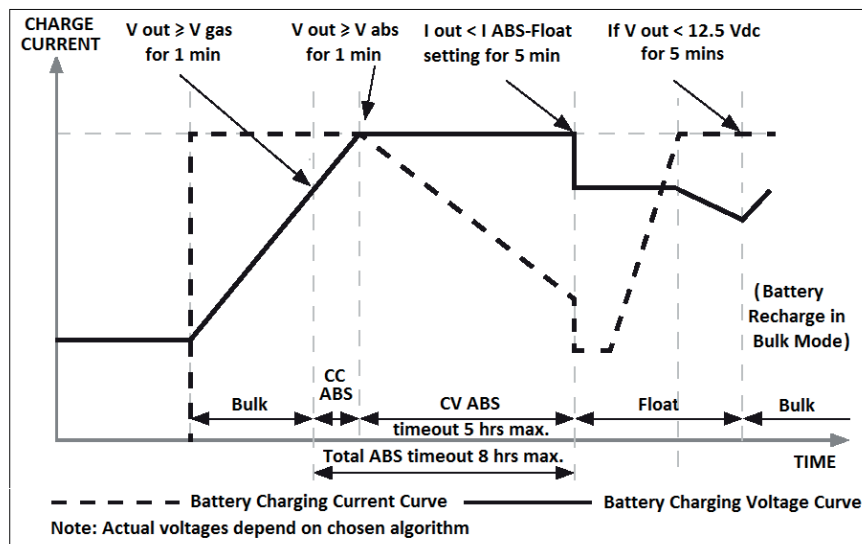 CHARGE
CURRENT
V out ⩾ V gas
for 1 min
V out ⩾ V abs
for 1 min
I out < I ABS-Float
setting for 5 min
If V out < 12.5 Vdc
for 5 mins
(Battery
Recharge in
Bulk Mode)
Bulk
CC
ABS
CV ABS
timeout 5 hrs max.
Float
Bulk
Total ABS timeout 8 hrs max.
TIME
Battery Charging Current Curve
Battery Charging Voltage Curve
Note: Actual voltages depend on chosen algorithm